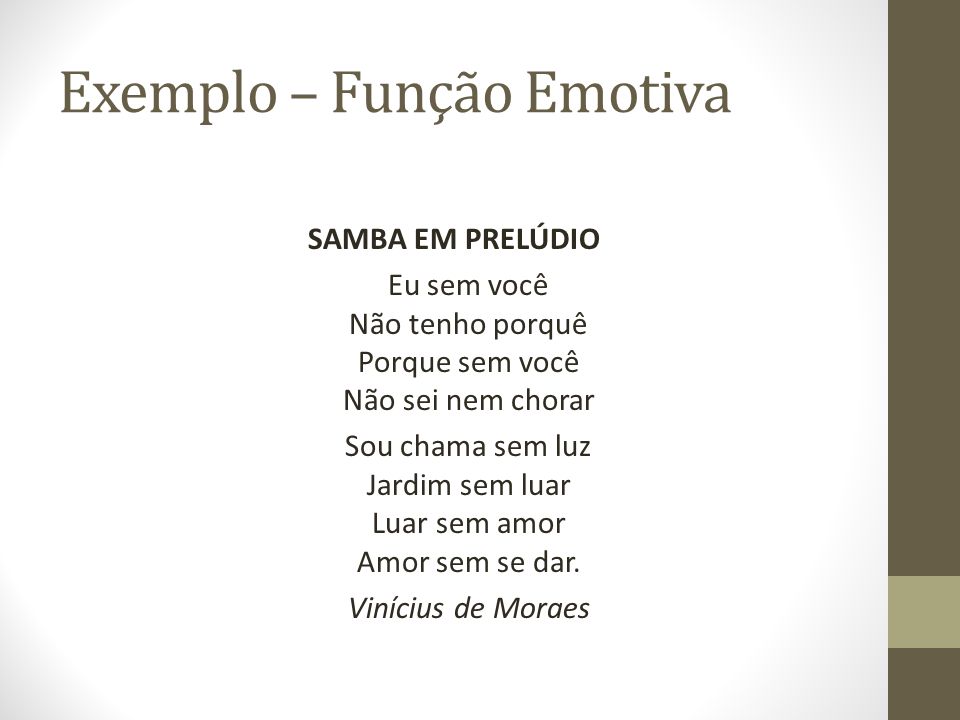 Exemplo – Função Emotiva
SAMBA EM PRELÚDIO
Eu sem você
Não tenho porquê
Porque sem você
Não sei nem chorar
Sou chama sem luz
Jardim sem luar
Luar sem amor
Amor sem se dar.
Vinícius de Moraes